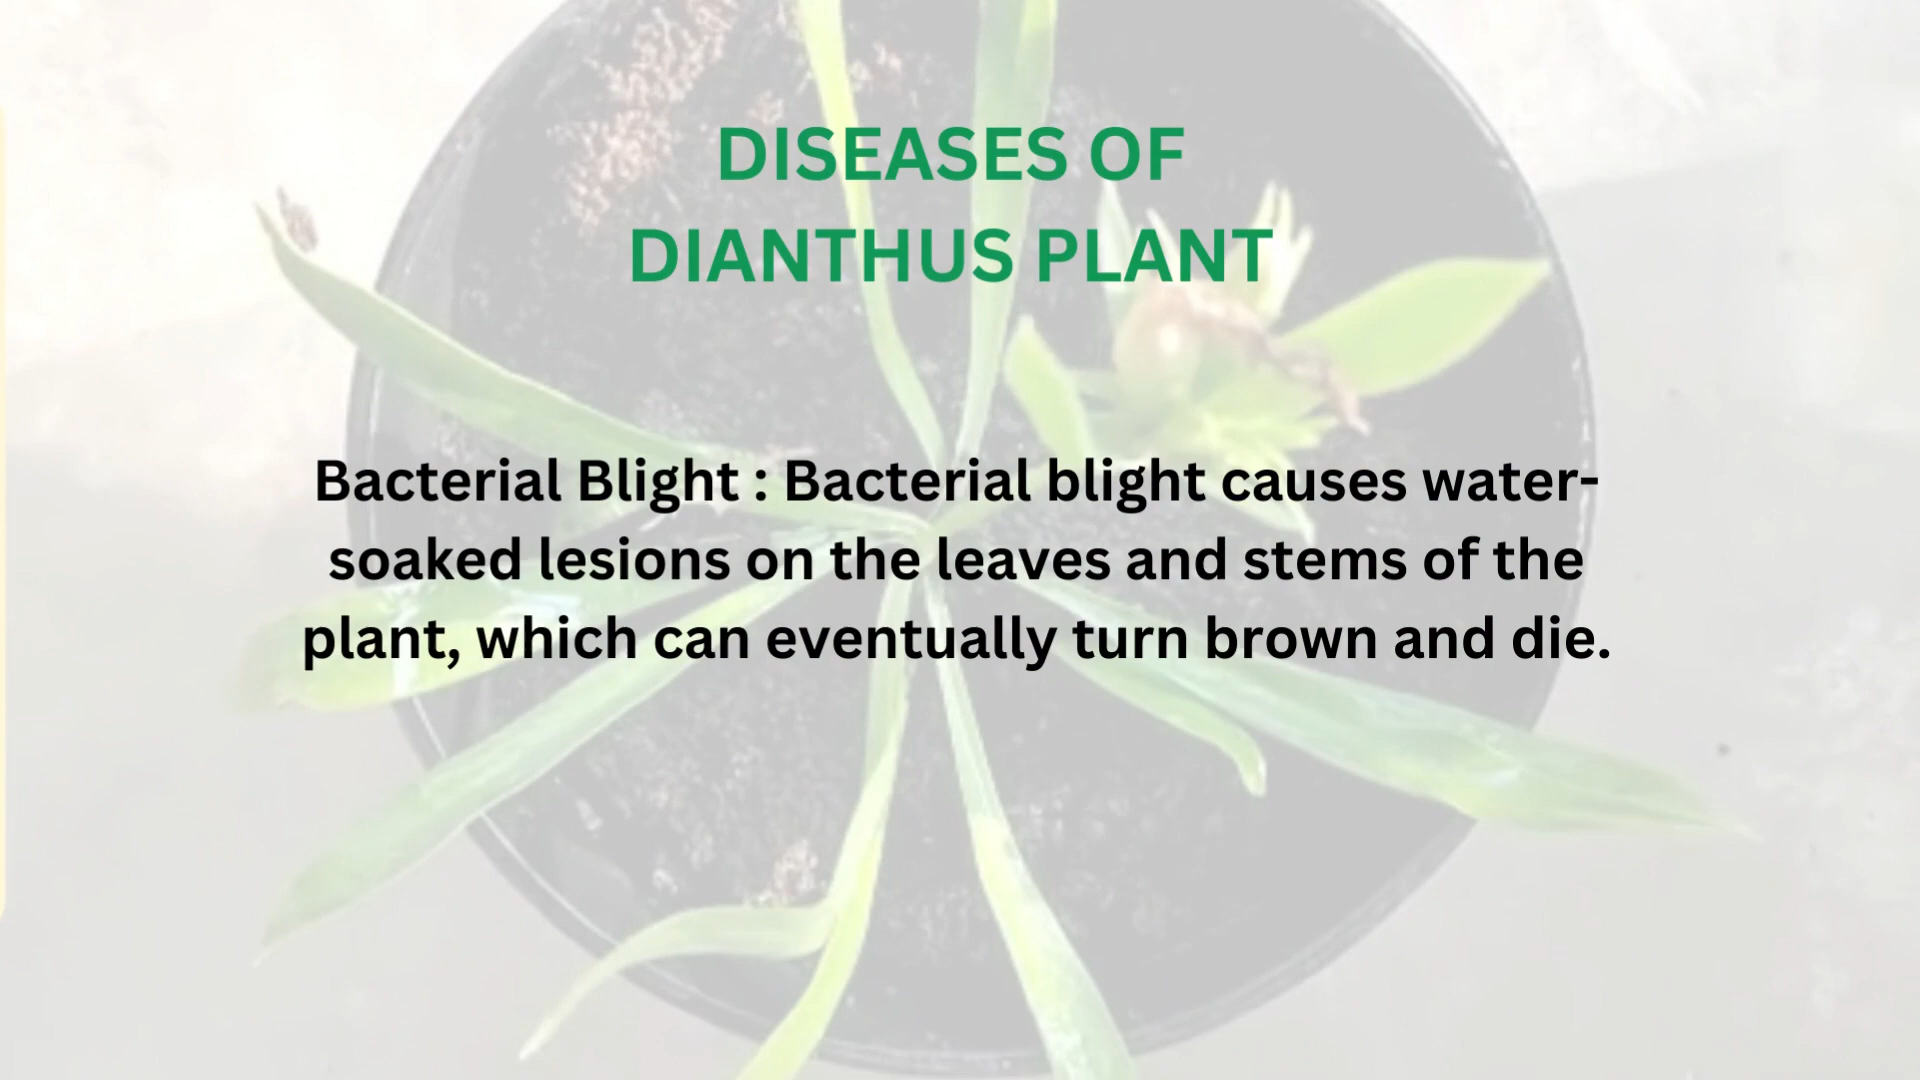 DISEASES OF
DIANTHUS PLANT
Bacterial Blight : Bacterial blight causes water-
soaked lesions on the leaves and stems of the
plant, which can eventually turn brown and die.